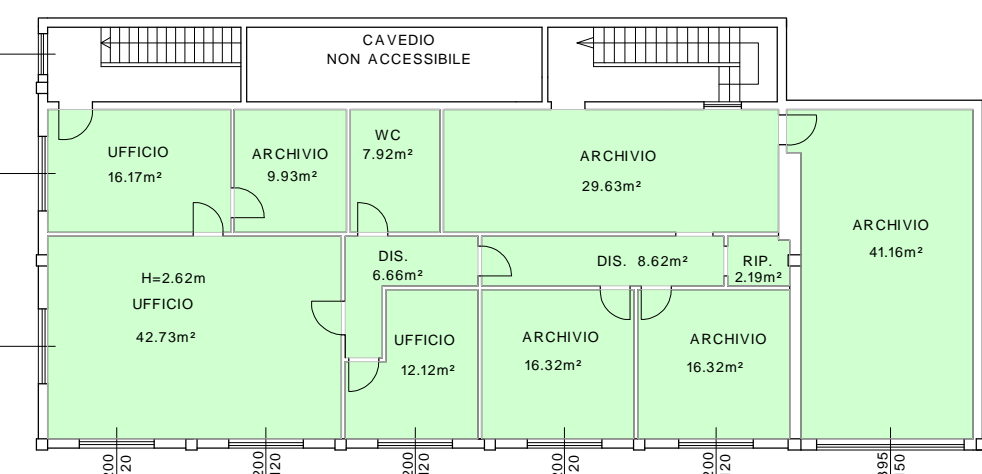 CAVEDIO
NON ACCESSIBILE
UFFICIO
16.17m²
ARCHIVIO
9.93m²
WC
7.92m²
ARCHIVIO
29.63m²
ARCHIVIO
41.16m²
H=2.62m
UFFICIO
42.73m²
DIS.
6.66m²
DIS. 8.62m²
RIP.
2.19m²
UFFICIO
12.12m²
ARCHIVIO
16.32m²
ARCHIVIO
16.32m²